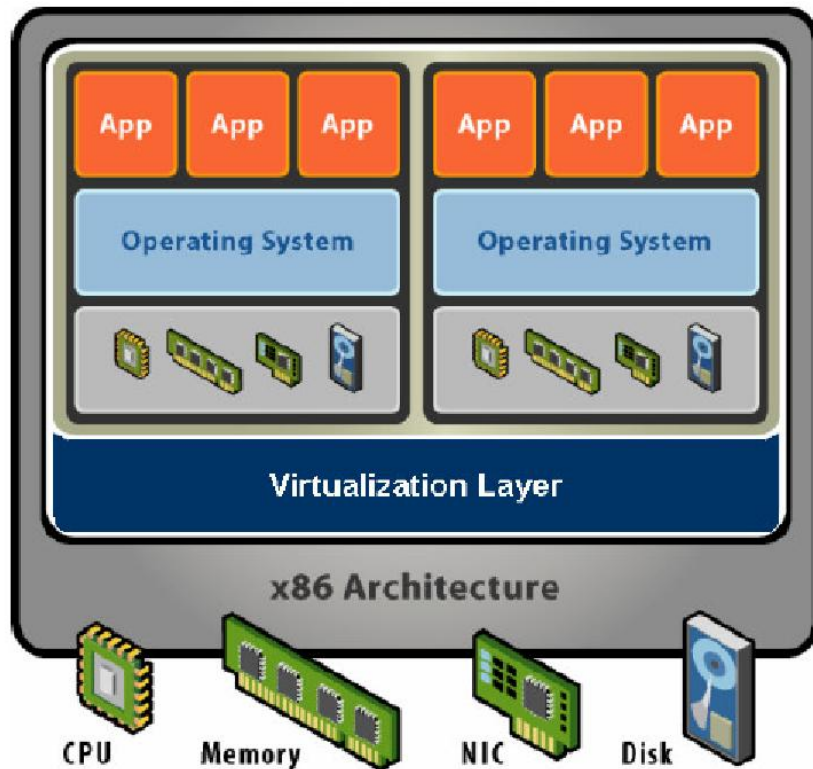 App App App App App App
Operating System Operating System
Virtualization Layer
x86 Architecture
CPU Memory NIC Disk